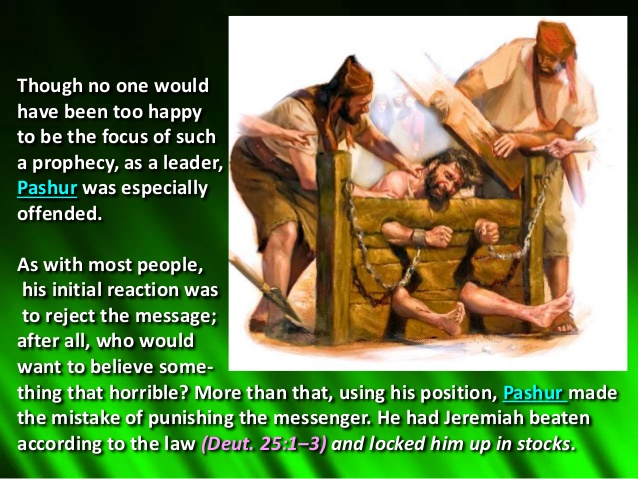 Though no one would
have been too happy
to be the focus of such
a prophecy, as a leader,
Pashur was especially
offended.
As with most people,
his initial reaction was
to reject the message;
after all, who would
want to believe some-
thing that horrible? More than that, using his position, Pashur made
the mistake of punishing the messenger. He had Jeremiah beaten
according to the law (Deut. 25:1–3) and locked him up in stocks.